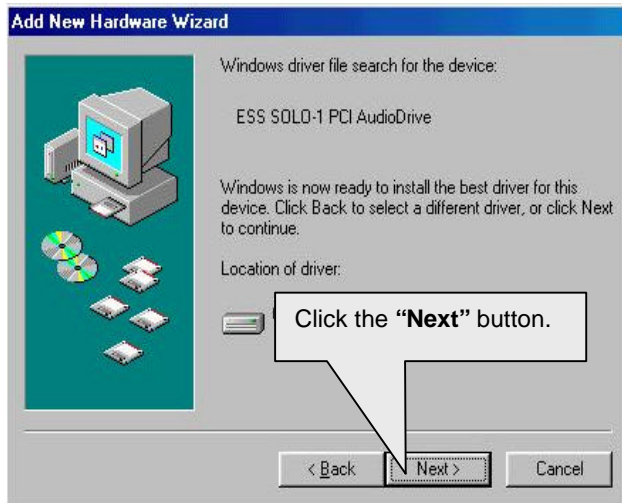 Add New Hardware Wizard
Windows driver file search for the device:
ESS SOLO-1 PCI AudioDrive
Windows is now ready to install the best driver for this
device. Click Back to select a different driver, or click Next
to continue.
Location of driver:
Click the “Next” button.
< Back
Next >
Cancel